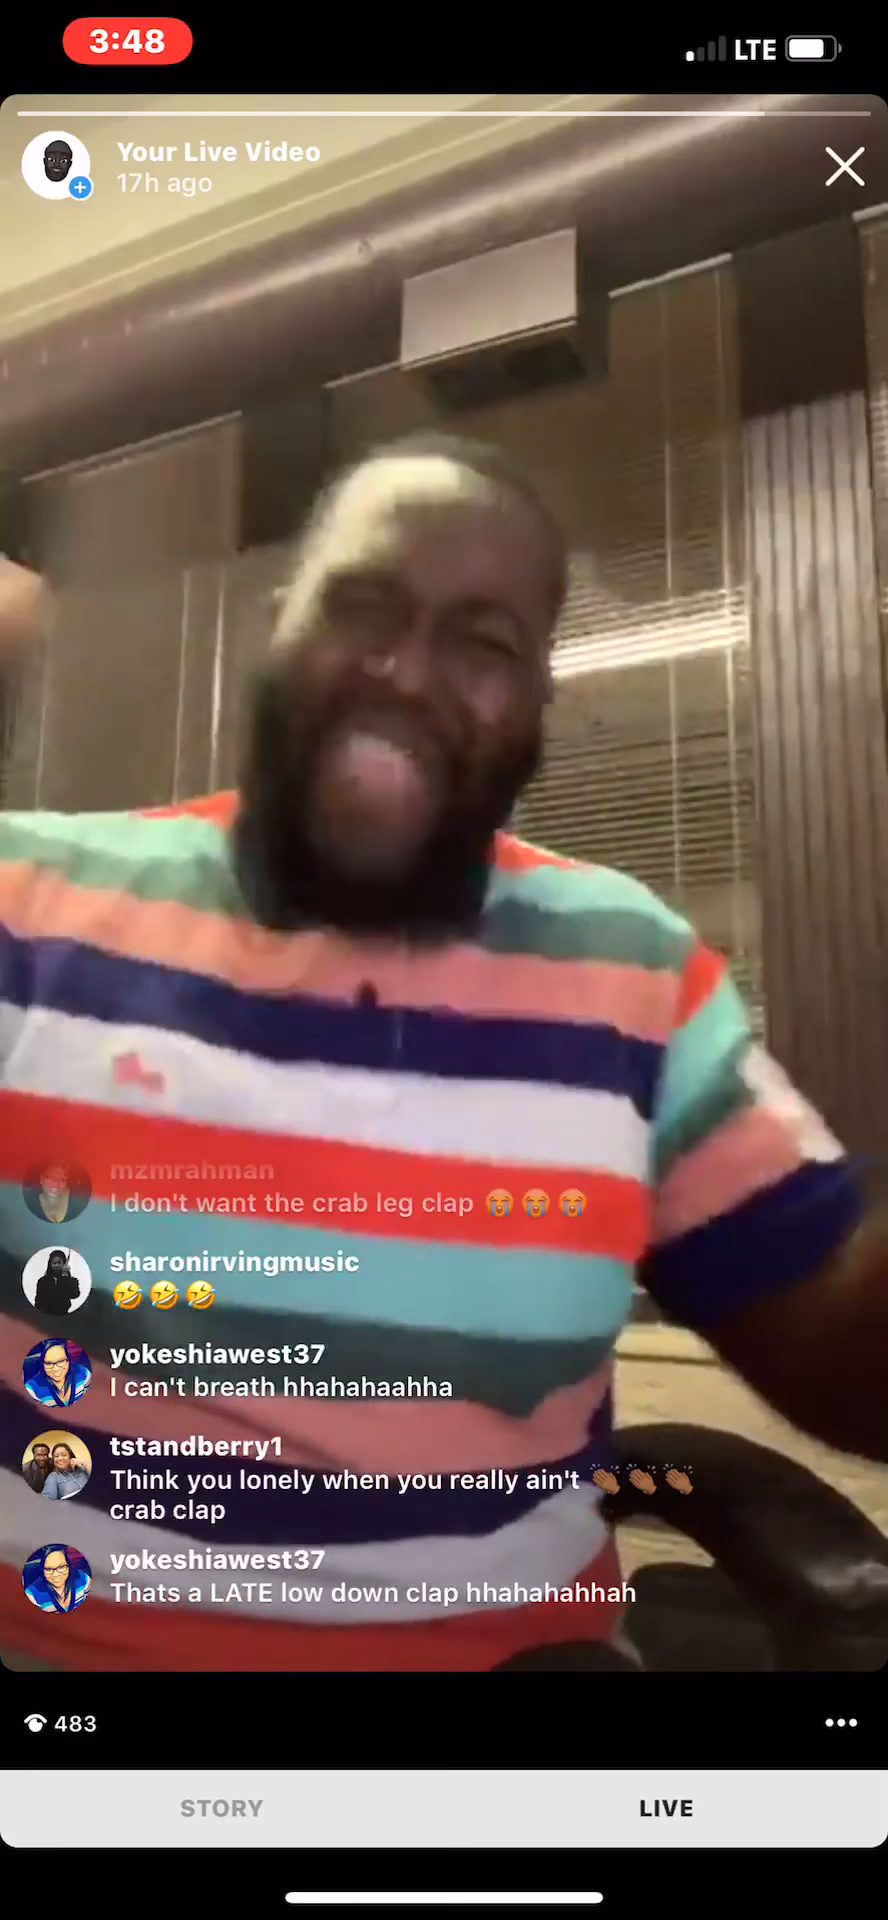 3:48
LTE
Your Live Video
17h ago
mzmrahman
I don't want the crab leg clap 😭 😭 😭
sharonirvingmusic
🤣 🤣 🤣
yokeshiawest37
I can't breath hhahahaahha
tstandberry1
Think you lonely when you really ain't 👏🏾 👏🏾 👏🏾
crab clap
yokeshiawest37
Thats a LATE low down clap hhahahahhah
483
STORY
LIVE